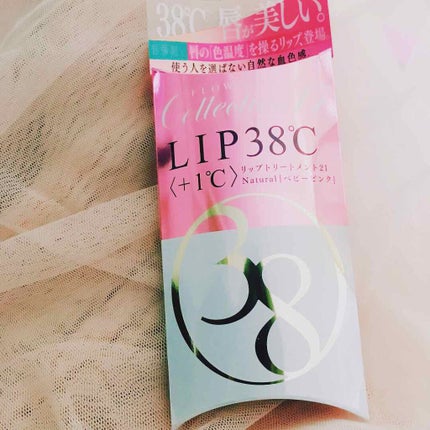 38℃ 唇が美しい。
唇の「色温度」を操るリップ、登場。
使う人を選ばない自然な血色感。
FLOW
Collect
LIP38℃
〈+1℃〉
リップトリートメント21
Natural[ベビーピンク]
38